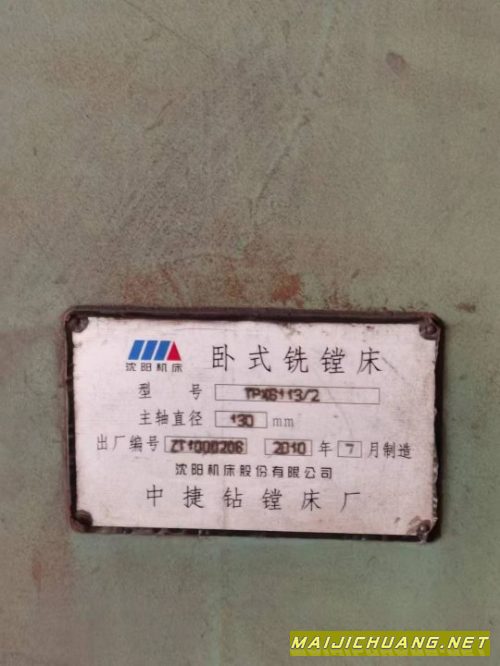 沈阳机床
卧式铣镗床
型号 TPX6113/2
主轴直径 130 mm
出厂编号 ZT1000206 2010 年 7 月制造
沈阳机床股份有限公司
中捷钻镗床厂
MAIJICHUANG.NET